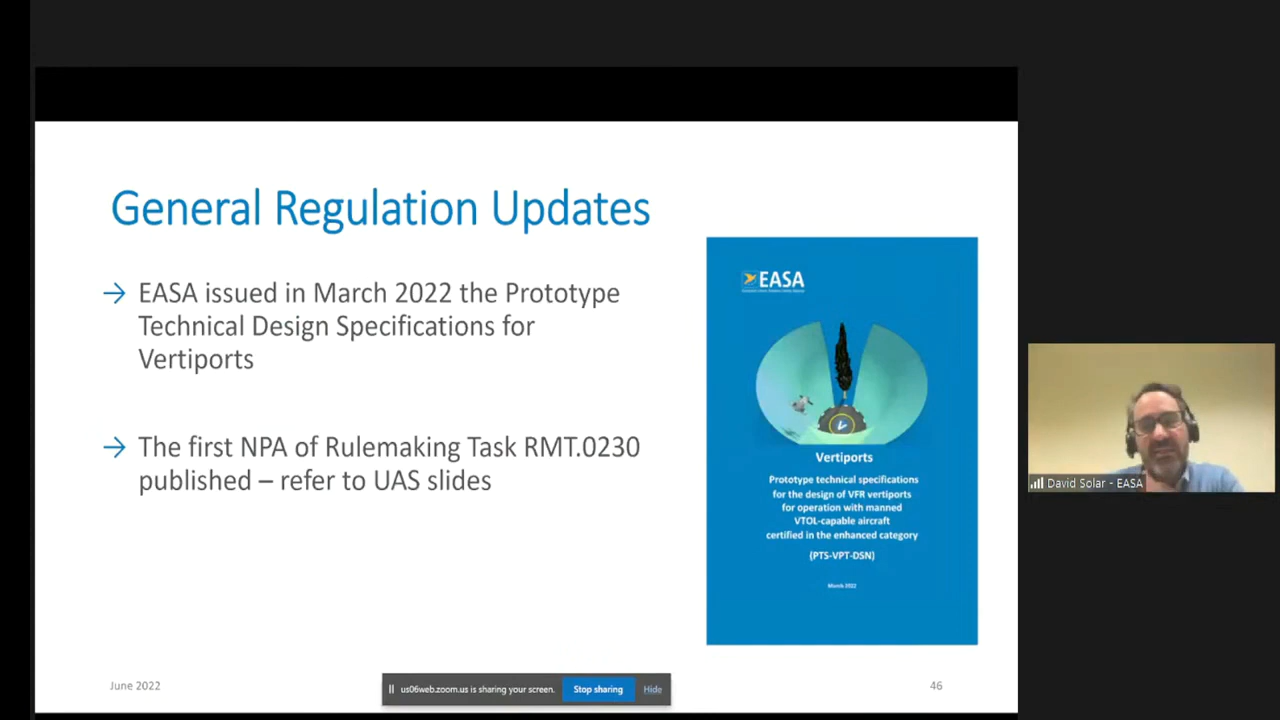 General Regulation Updates
→ EASA issued in March 2022 the Prototype
Technical Design Specifications for
Vertiports
→ The first NPA of Rulemaking Task RMT.0230
published – refer to UAS slides
EASA
Vertiports
Prototype technical specifications
for the design of VFR vertiports
for operation with manned
VTOL-capable aircraft
certified in the enhanced category
(PTS-VPT-DSN)
March 2022
David Solar - EASA
June 2022
us06web.zoom.us is sharing your screen.
Stop sharing
Hide
46